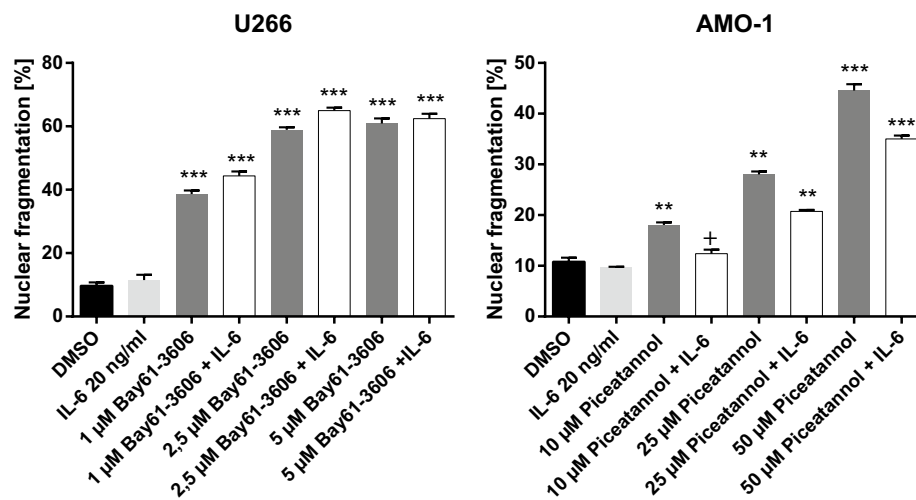 U266
Nuclear fragmentation [%]
80
60
40
20
0
***
***
***
***
***
***
DMSO
IL-6 20 ng/ml
1 µM Bay61-3606
1 µM Bay61-3606 + IL-6
2,5 µM Bay61-3606
2,5 µM Bay61-3606 + IL-6
5 µM Bay61-3606
5 µM Bay61-3606 +IL-6
AMO-1
Nuclear fragmentation [%]
50
40
30
20
10
0
**
+
**
**
***
***
DMSO
IL-6 20 ng/ml
10 µM Piceatannol
10 µM Piceatannol + IL-6
25 µM Piceatannol
25 µM Piceatannol + IL-6
50 µM Piceatannol
50 µM Piceatannol + IL-6